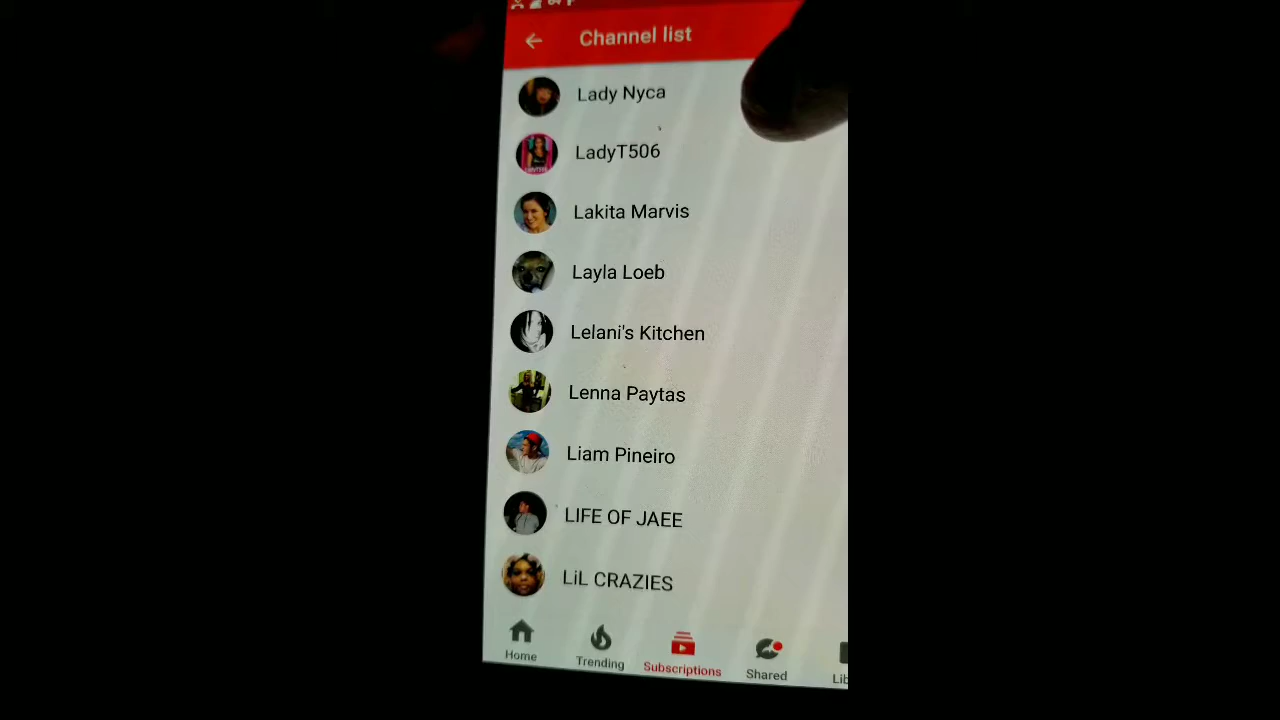 Channel list
Lady Nyca
LadyT506
Lakita Marvis
Layla Loeb
Lelani's Kitchen
Lenna Paytas
Liam Pineiro
LIFE OF JAEE
LiL CRAZIES
Home
Trending
Subscriptions
Shared
Lib